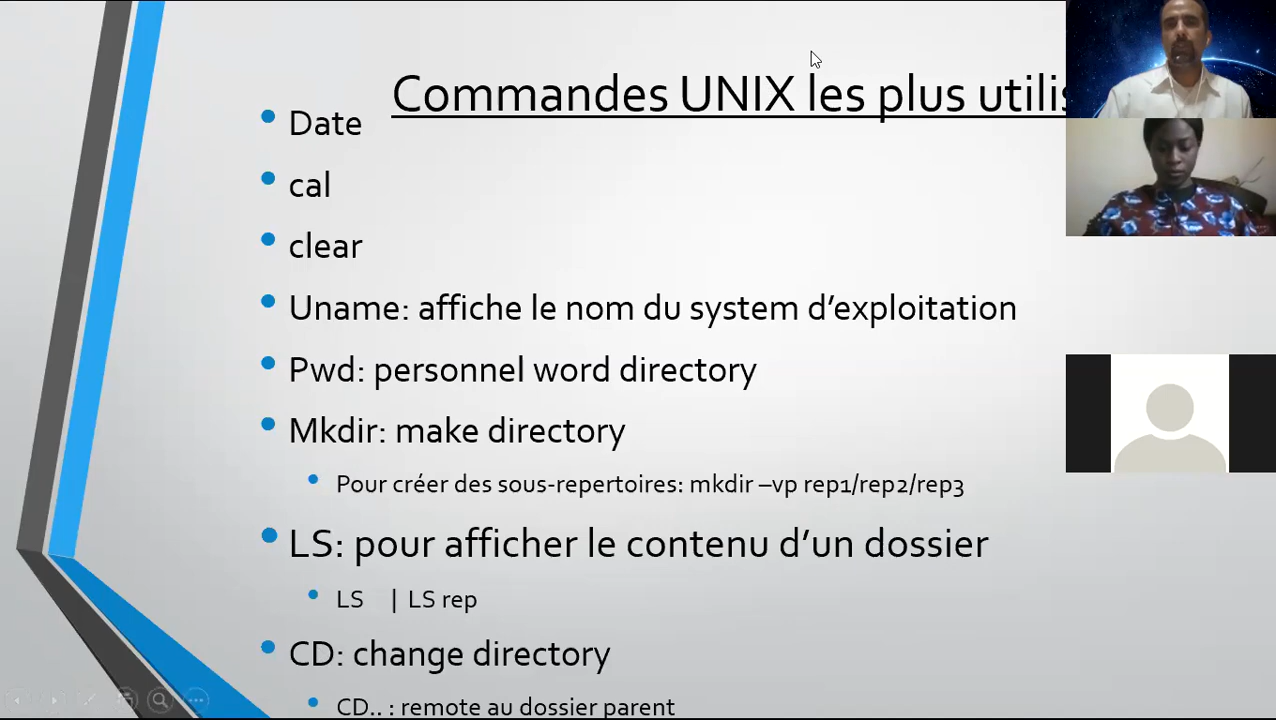 Commandes UNIX les plus utilis
Date
cal
clear
Uname: affiche le nom du system d’exploitation
Pwd: personnel word directory
Mkdir: make directory
Pour créer des sous-repertoires: mkdir –vp rep1/rep2/rep3
LS: pour afficher le contenu d’un dossier
LS | LS rep
CD: change directory
CD.. : remote au dossier parent